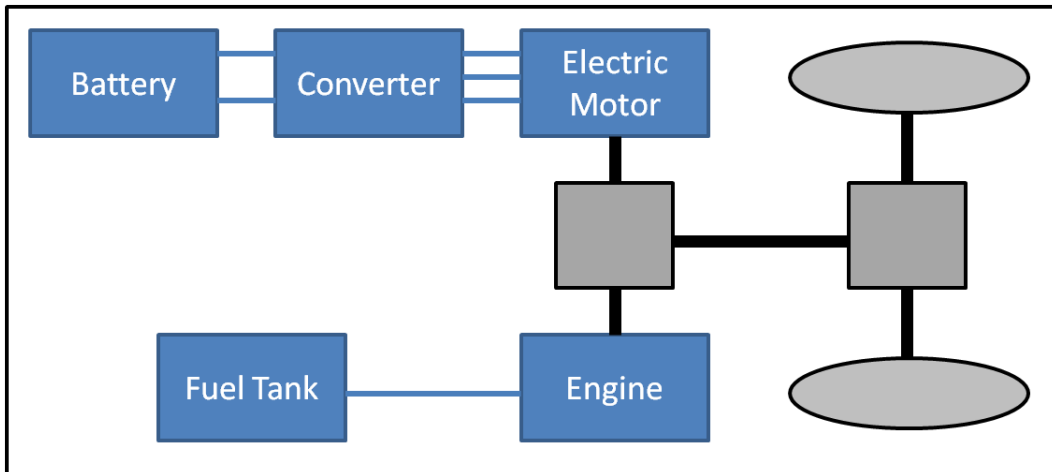 Battery
Converter
Electric
Motor
Fuel Tank
Engine